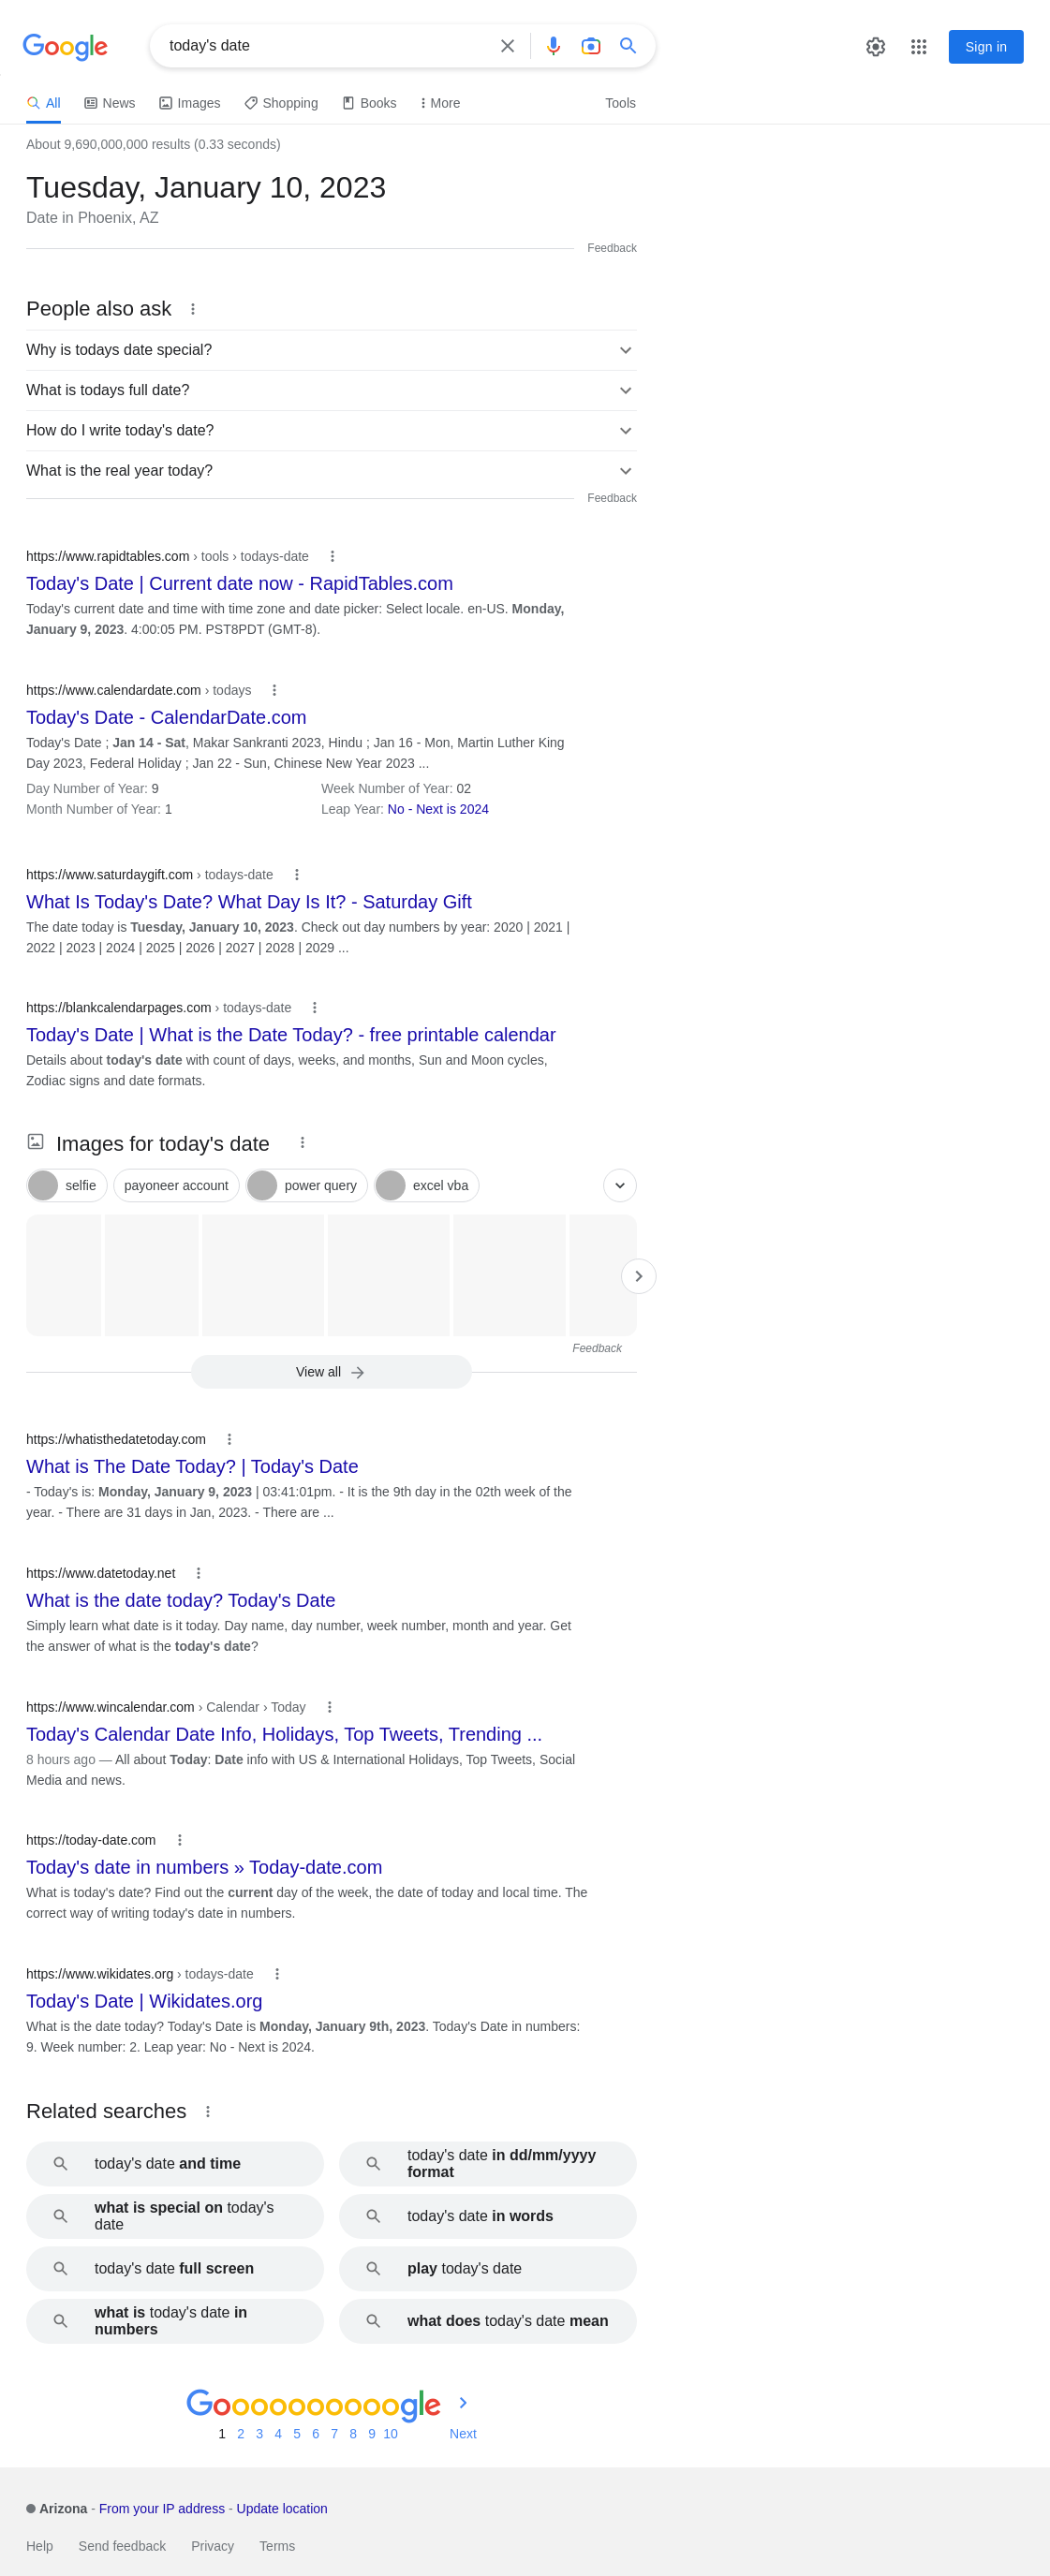 Google
today's date
Sign in
All
News
Images
Shopping
Books
More
Tools
About 9,690,000,000 results (0.33 seconds)
Tuesday, January 10, 2023
Date in Phoenix, AZ
Feedback
People also ask
Why is todays date special?
What is todays full date?
How do I write today's date?
What is the real year today?
Feedback
https://www.rapidtables.com › tools › todays-date
Today's Date | Current date now - RapidTables.com
Today's current date and time with time zone and date picker: Select locale. en-US. Monday,
January 9, 2023. 4:00:05 PM. PST8PDT (GMT-8).
https://www.calendardate.com › todays
Today's Date - CalendarDate.com
Today's Date ; Jan 14 - Sat, Makar Sankranti 2023, Hindu ; Jan 16 - Mon, Martin Luther King
Day 2023, Federal Holiday ; Jan 22 - Sun, Chinese New Year 2023 ...
Day Number of Year: 9
Week Number of Year: 02
Month Number of Year: 1
Leap Year: No - Next is 2024
https://www.saturdaygift.com › todays-date
What Is Today's Date? What Day Is It? - Saturday Gift
The date today is Tuesday, January 10, 2023. Check out day numbers by year: 2020 | 2021 |
2022 | 2023 | 2024 | 2025 | 2026 | 2027 | 2028 | 2029 ...
https://blankcalendarpages.com › todays-date
Today's Date | What is the Date Today? - free printable calendar
Details about today's date with count of days, weeks, and months, Sun and Moon cycles,
Zodiac signs and date formats.
Images for today's date
selfie
payoneer account
power query
excel vba
Feedback
View all
https://whatisthedatetoday.com
What is The Date Today? | Today's Date
- Today's is: Monday, January 9, 2023 | 03:41:01pm. - It is the 9th day in the 02th week of the
year. - There are 31 days in Jan, 2023. - There are ...
https://www.datetoday.net
What is the date today? Today's Date
Simply learn what date is it today. Day name, day number, week number, month and year. Get
the answer of what is the today's date?
https://www.wincalendar.com › Calendar › Today
Today's Calendar Date Info, Holidays, Top Tweets, Trending ...
8 hours ago — All about Today: Date info with US & International Holidays, Top Tweets, Social
Media and news.
https://today-date.com
Today's date in numbers » Today-date.com
What is today's date? Find out the current day of the week, the date of today and local time. The
correct way of writing today's date in numbers.
https://www.wikidates.org › todays-date
Today's Date | Wikidates.org
What is the date today? Today's Date is Monday, January 9th, 2023. Today's Date in numbers:
9. Week number: 2. Leap year: No - Next is 2024.
Related searches
today's date and time
today's date in dd/mm/yyyy
format
what is special on today's
date
today's date in words
today's date full screen
play today's date
what is today's date in
numbers
what does today's date mean
Goooooooooogle
1 2 3 4 5 6 7 8 9 10 Next
Arizona - From your IP address - Update location
Help Send feedback Privacy Terms